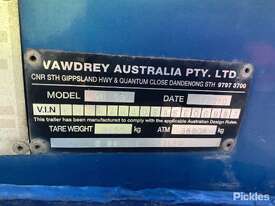 VAWDREY AUSTRALIA PTY. LTD.
CNR STH GIPPSLAND HWY & QUANTUM CLOSE DANDENONG STH 9797 3700
MODEL DATE
V.I.N
This trailer has been manufactured to comply with the applicable Australian Design Rules.
TARE WEIGHT KG ATM KG
Pickles